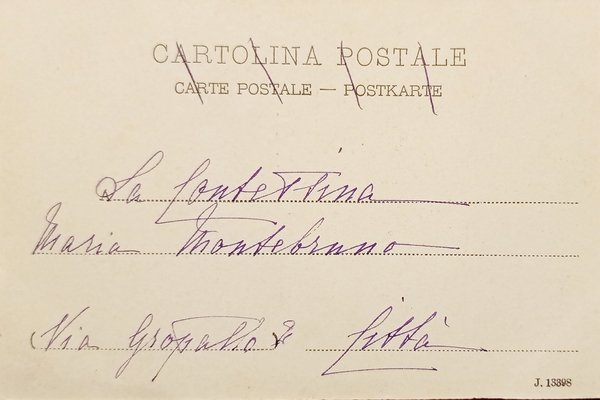 CARTOLINA POSTALE
CARTE POSTALE — POSTKARTE
La Contessina
Maria Montebruno
(Via Gropallo) Città
J. 13398